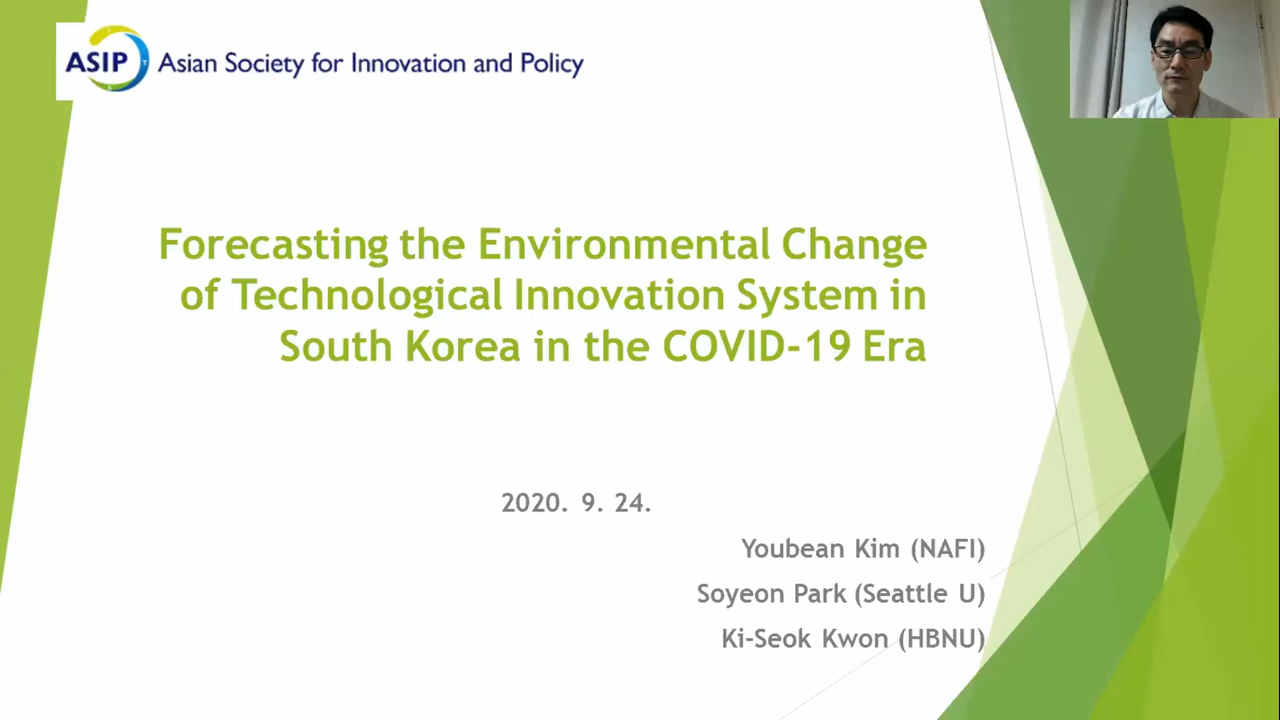 ASIP Asian Society for Innovation and Policy
Forecasting the Environmental Change
of Technological Innovation System in
South Korea in the COVID-19 Era
2020. 9. 24.
Youbean Kim (NAFI)
Soyeon Park (Seattle U)
Ki-Seok Kwon (HBNU)